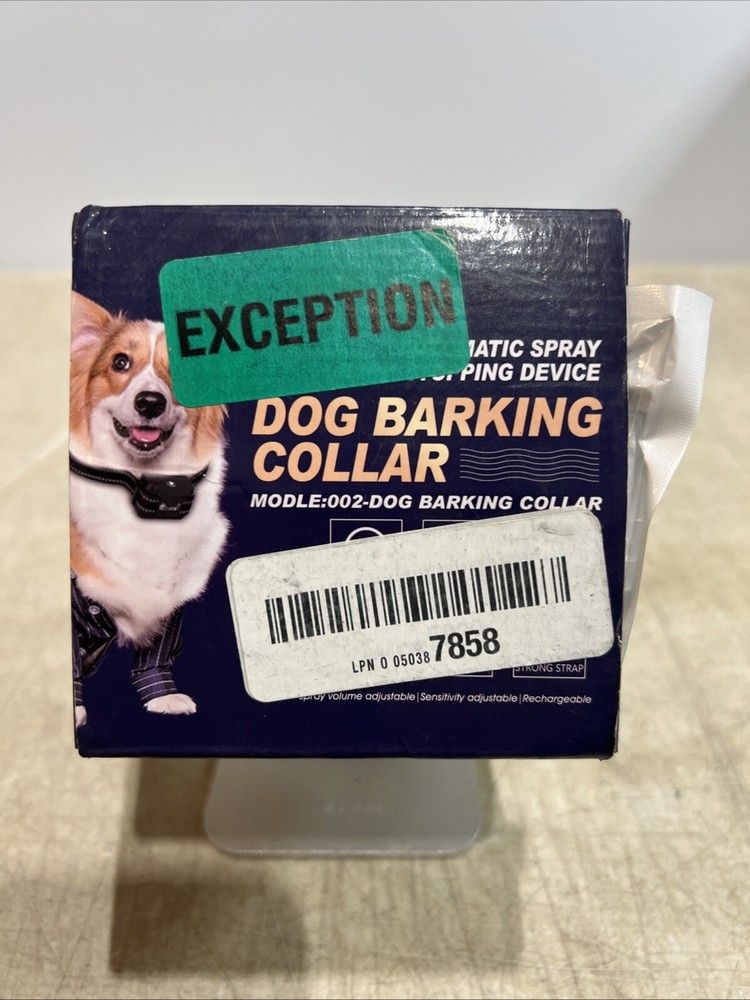 EXCEPTION
MATIC SPRAY
PPING DEVICE
DOG BARKING
COLLAR
MODLE:002-DOG BARKING COLLAR
LPN 0 05038 7858
STRONG STRAP
Spray volume adjustable|Sensitivity adjustable|Rechargeable